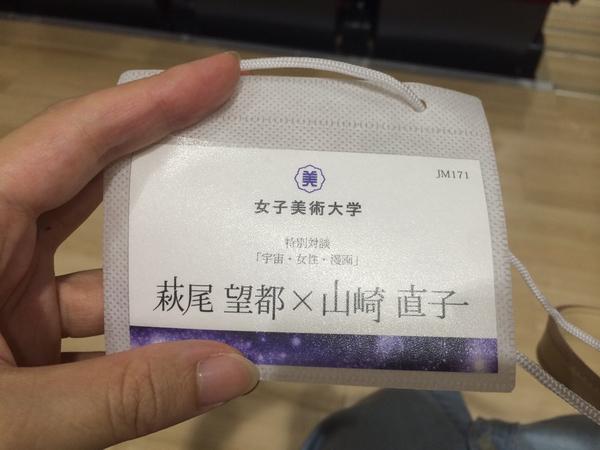 美
JM171
女子美術大学
特別対談
「宇宙・女性・漫画」
萩尾 望都×山崎 直子